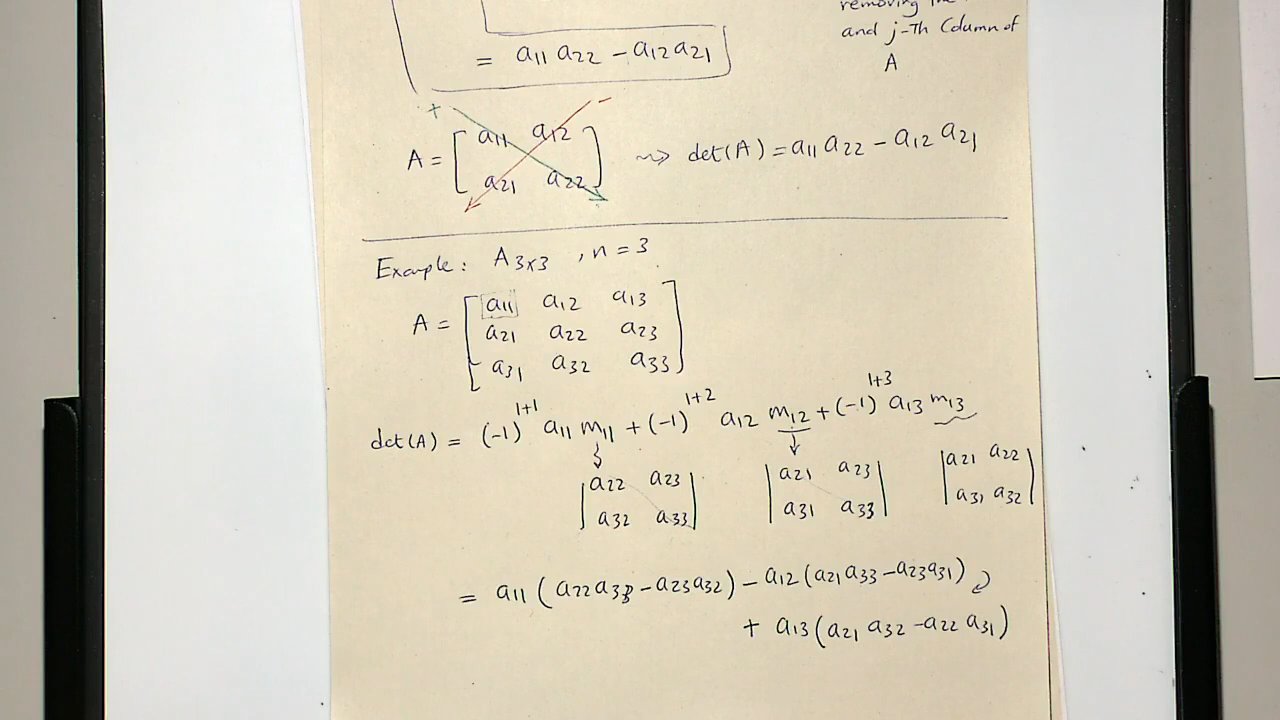 removing the
and j-th Column of
A
= a11 a22 - a12 a21
+ -
A = [a11 a12
a21 a22] ⇝ det(A) = a11 a22 - a12 a21
Example: A3x3 , n = 3
A = [a11 a12 a13
a21 a22 a23
a31 a32 a33]
det(A) = (-1)^1+1 a11 m11 + (-1)^1+2 a12 m12 + (-1)^1+3 a13 m13
|a22 a23 |a21 a23| |a21 a22|
a32 a33| |a31 a33| |a31 a32|
= a11 (a22 a33 - a23 a32) - a12 (a21 a33 - a23 a31)
+ a13 (a21 a32 - a22 a31)